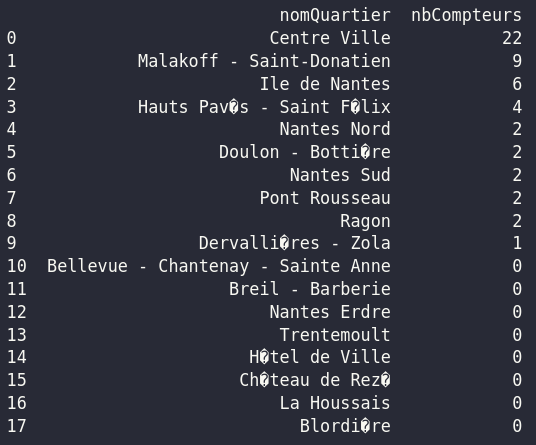 nomQuartier nbCompteurs
0 Centre Ville 22
1 Malakoff - Saint-Donatien 9
2 Ile de Nantes 6
3 Hauts Pav�s - Saint F�lix 4
4 Nantes Nord 2
5 Doulon - Botti�re 2
6 Nantes Sud 2
7 Pont Rousseau 2
8 Ragon 2
9 Dervalli�res - Zola 1
10 Bellevue - Chantenay - Sainte Anne 0
11 Breil - Barberie 0
12 Nantes Erdre 0
13 Trentemoult 0
14 H�tel de Ville 0
15 Ch�teau de Rez� 0
16 La Houssais 0
17 Blordi�re 0